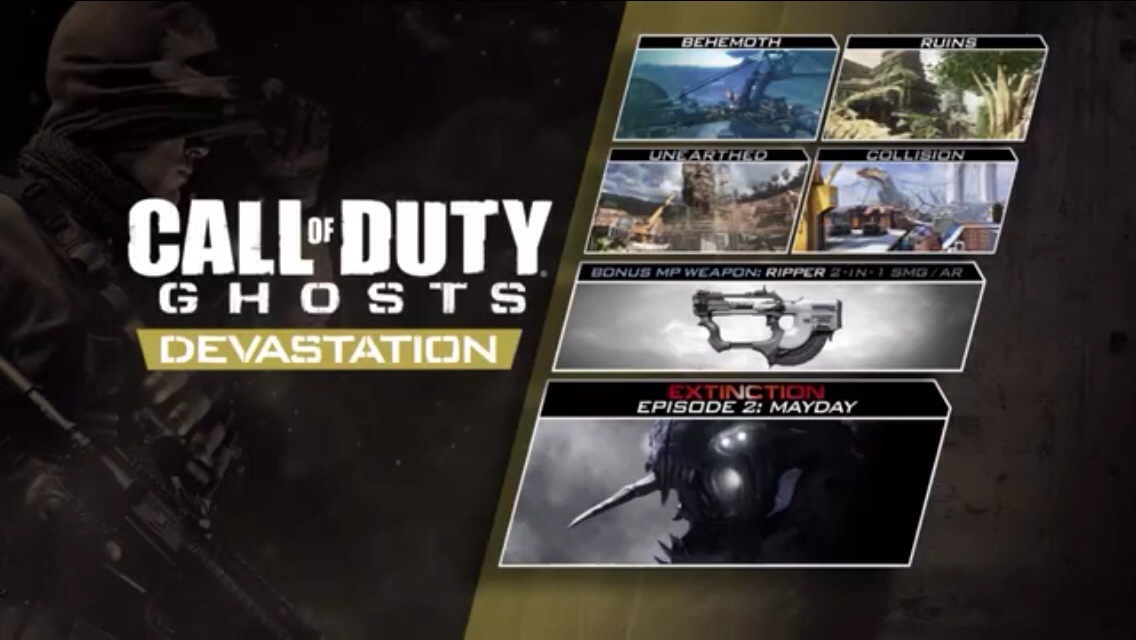 CALL OF DUTY®
GHOSTS
DEVASTATION
BEHEMOTH
RUINS
UNEARTHED
COLLISION
BONUS MP WEAPON: RIPPER 2-IN-1 SMG / AR
EXTINCTION
EPISODE 2: MAYDAY